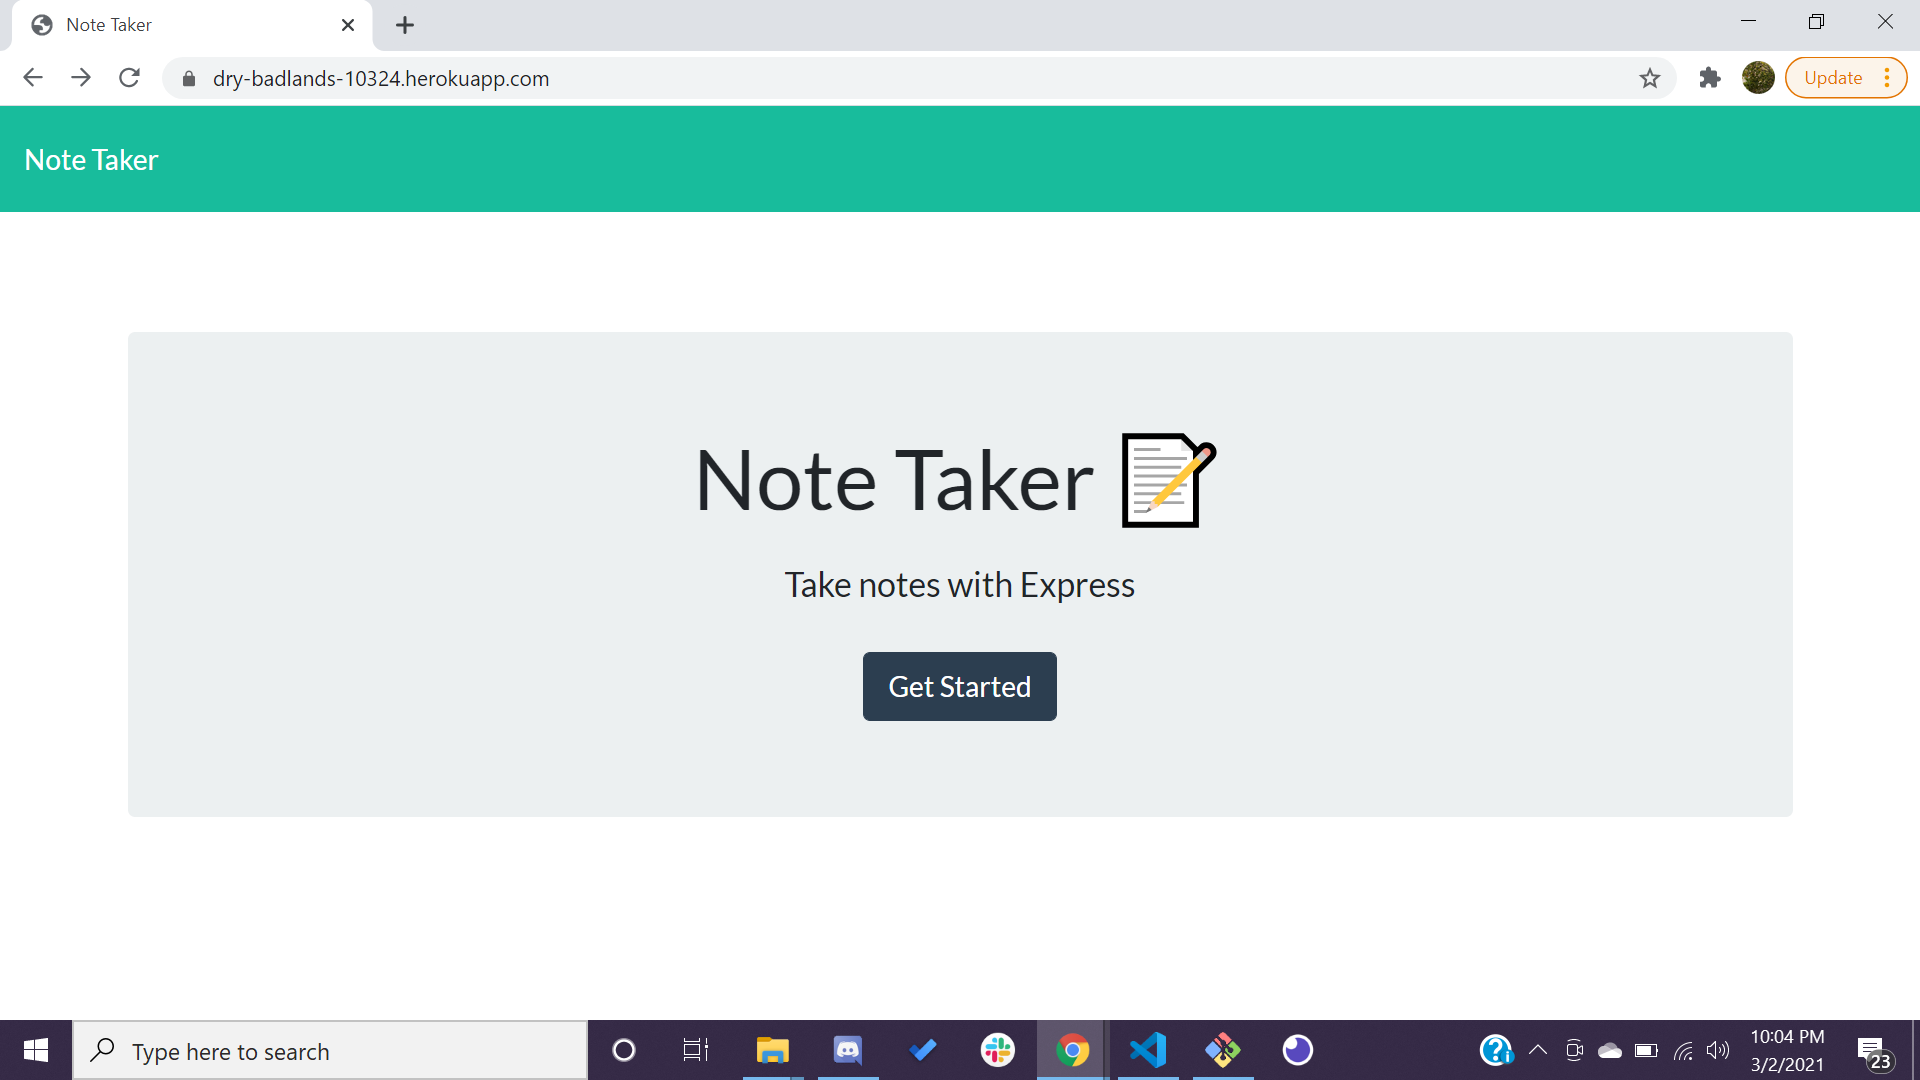 Note Taker
dry-badlands-10324.herokuapp.com
Update
Note Taker
Note Taker
Take notes with Express
Get Started
Type here to search
10:04 PM
3/2/2021
23